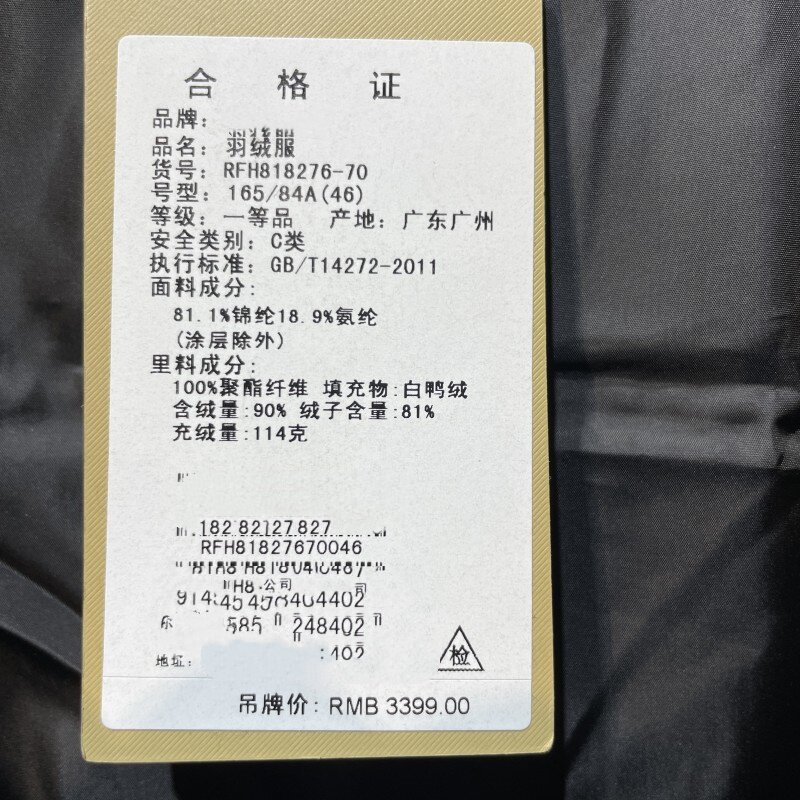 合格证
品牌:
品名: 羽绒服
货号: RFH818276-70
号型: 165/84A(46)
等级: 一等品 产地: 广东广州
安全类别: C类
执行标准: GB/T14272-2011
面料成分:
81.1%锦纶18.9%氨纶
(涂层除外)
里料成分:
100%聚酯纤维 填充物:白鸭绒
含绒量:90% 绒子含量:81%
充绒量:114克
RFH81827670046
公司
地址:
检
吊牌价: RMB 3399.00